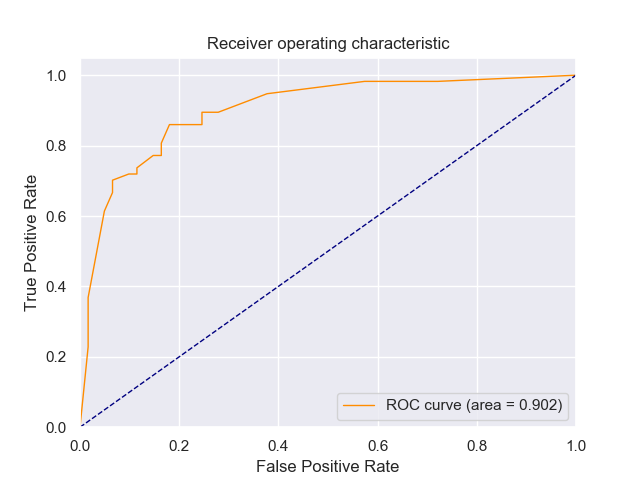 Receiver operating characteristic
1.0
0.8
0.6
0.4
0.2
0.0
True Positive Rate
ROC curve (area = 0.902)
0.0 0.2 0.4 0.6 0.8 1.0
False Positive Rate